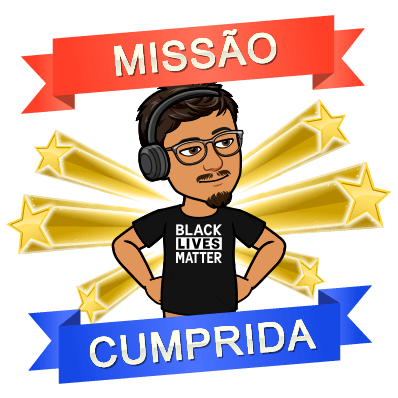 MISSÃO
BLACK
LIVES
MATTER
CUMPRIDA